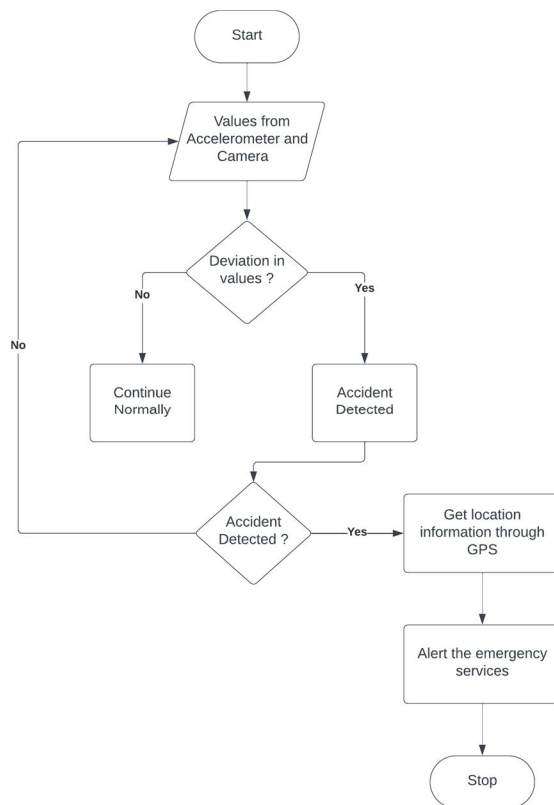 Start
Values from
Accelerometer and
Camera
Deviation in
values ?
No
Yes
No
Continue
Normally
Accident
Detected
Accident
Detected ?
Yes
Get location
information through
GPS
Alert the emergency
services
Stop